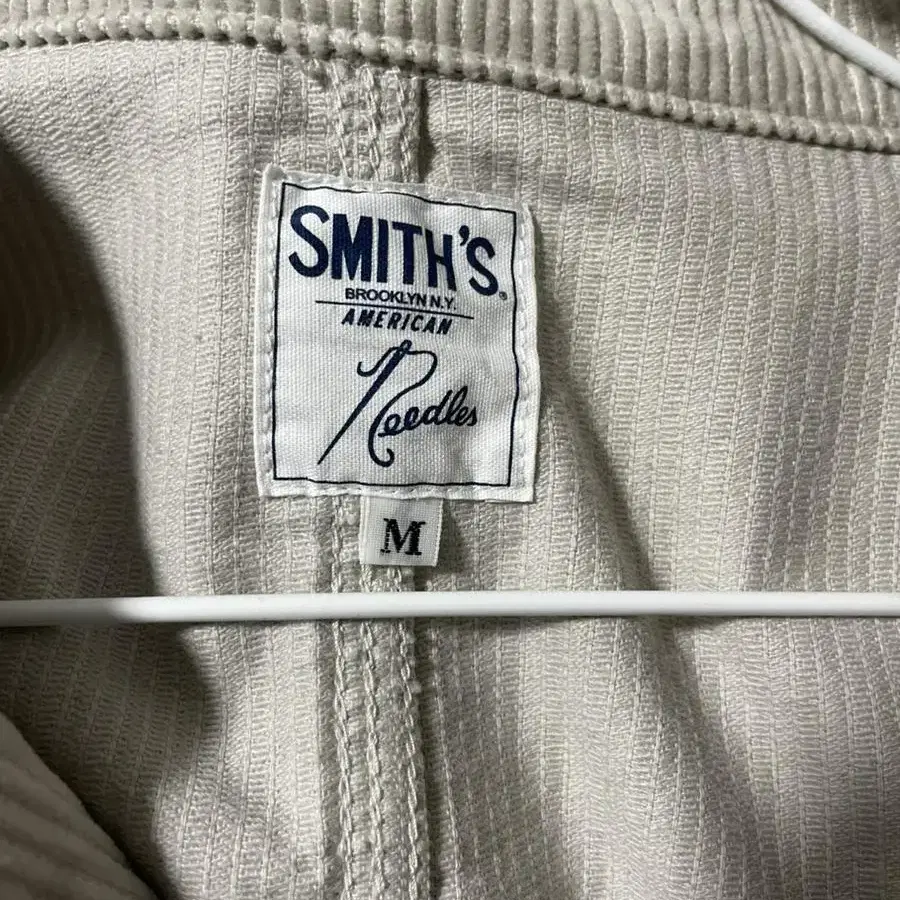 SMITH'S.
BROOKLYN N.Y.
AMERICAN
Needles
M